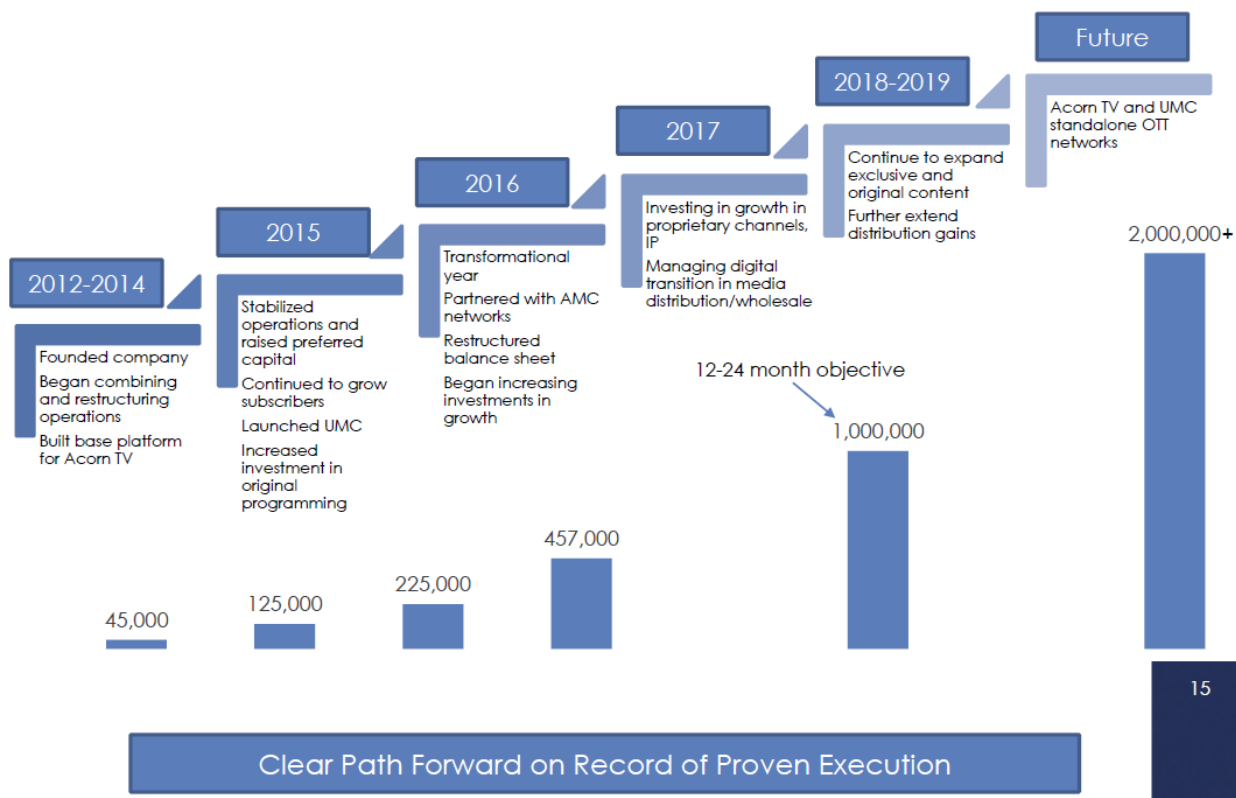 2012-2014
Founded company
Began combining
and restructuring
operations
Built base platform
for Acorn TV
2015
Stabilized
operations and
raised preferred
capital
Continued to grow
subscribers
Launched UMC
Increased
investment in
original
programming
2016
Transformational
year
Partnered with AMC
networks
Restructured
balance sheet
Began increasing
investments in
growth
2017
Investing in growth in
proprietary channels,
IP
Managing digital
transition in media
distribution/wholesale
2018-2019
Continue to expand
exclusive and
original content
Further extend
distribution gains
Future
Acorn TV and UMC
standalone OTT
networks
45,000
125,000
225,000
457,000
12-24 month objective
1,000,000
2,000,000+
15
Clear Path Forward on Record of Proven Execution